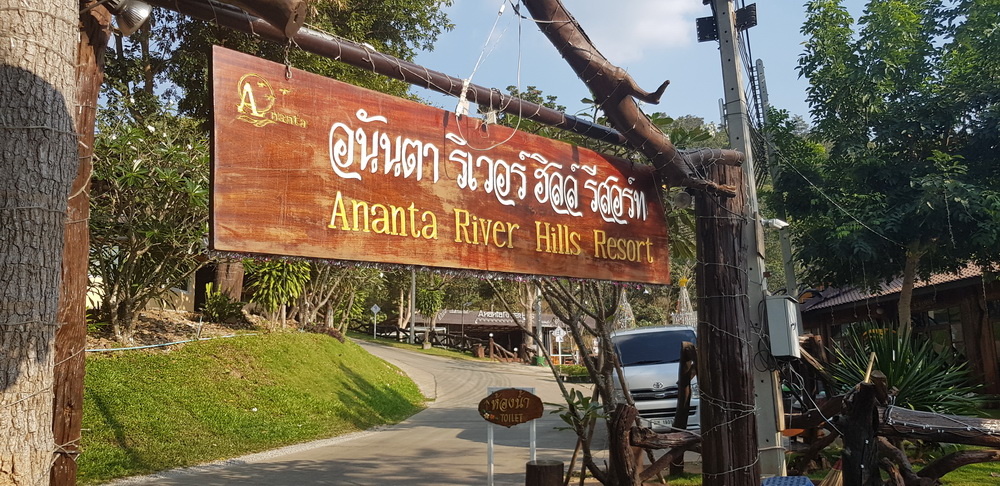 Ananta
อนันตา ริเวอร์ ฮิลล์ รีสอร์ท
Ananta River Hills Resort
ห้องน้ำ
TOILET